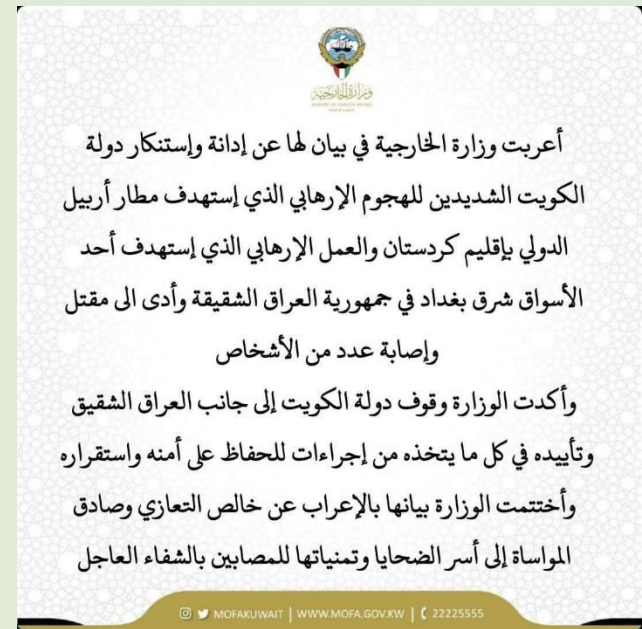 وزارة الخارجية
أعربت وزارة الخارجية في بيان لها عن إدانة وإستنكار دولة
الكويت الشديدين للهجوم الإرهابي الذي إستهدف مطار أربيل
الدولي بإقليم كردستان والعمل الإرهابي الذي إستهدف أحد
الأسواق شرق بغداد في جمهورية العراق الشقيقة وأدى الى مقتل
وإصابة عدد من الأشخاص
وأكدت الوزارة وقوف دولة الكويت إلى جانب العراق الشقيق
وتأييده في كل ما يتخذه من إجراءات للحفاظ على أمنه واستقراره
وأختتمت الوزارة بيانها بالإعراب عن خالص التعازي وصادق
المواساة إلى أسر الضحايا وتمنياتها للمصابين بالشفاء العاجل
MOFAKUWAIT | WWW.MOFA.GOV.KW | 22225555